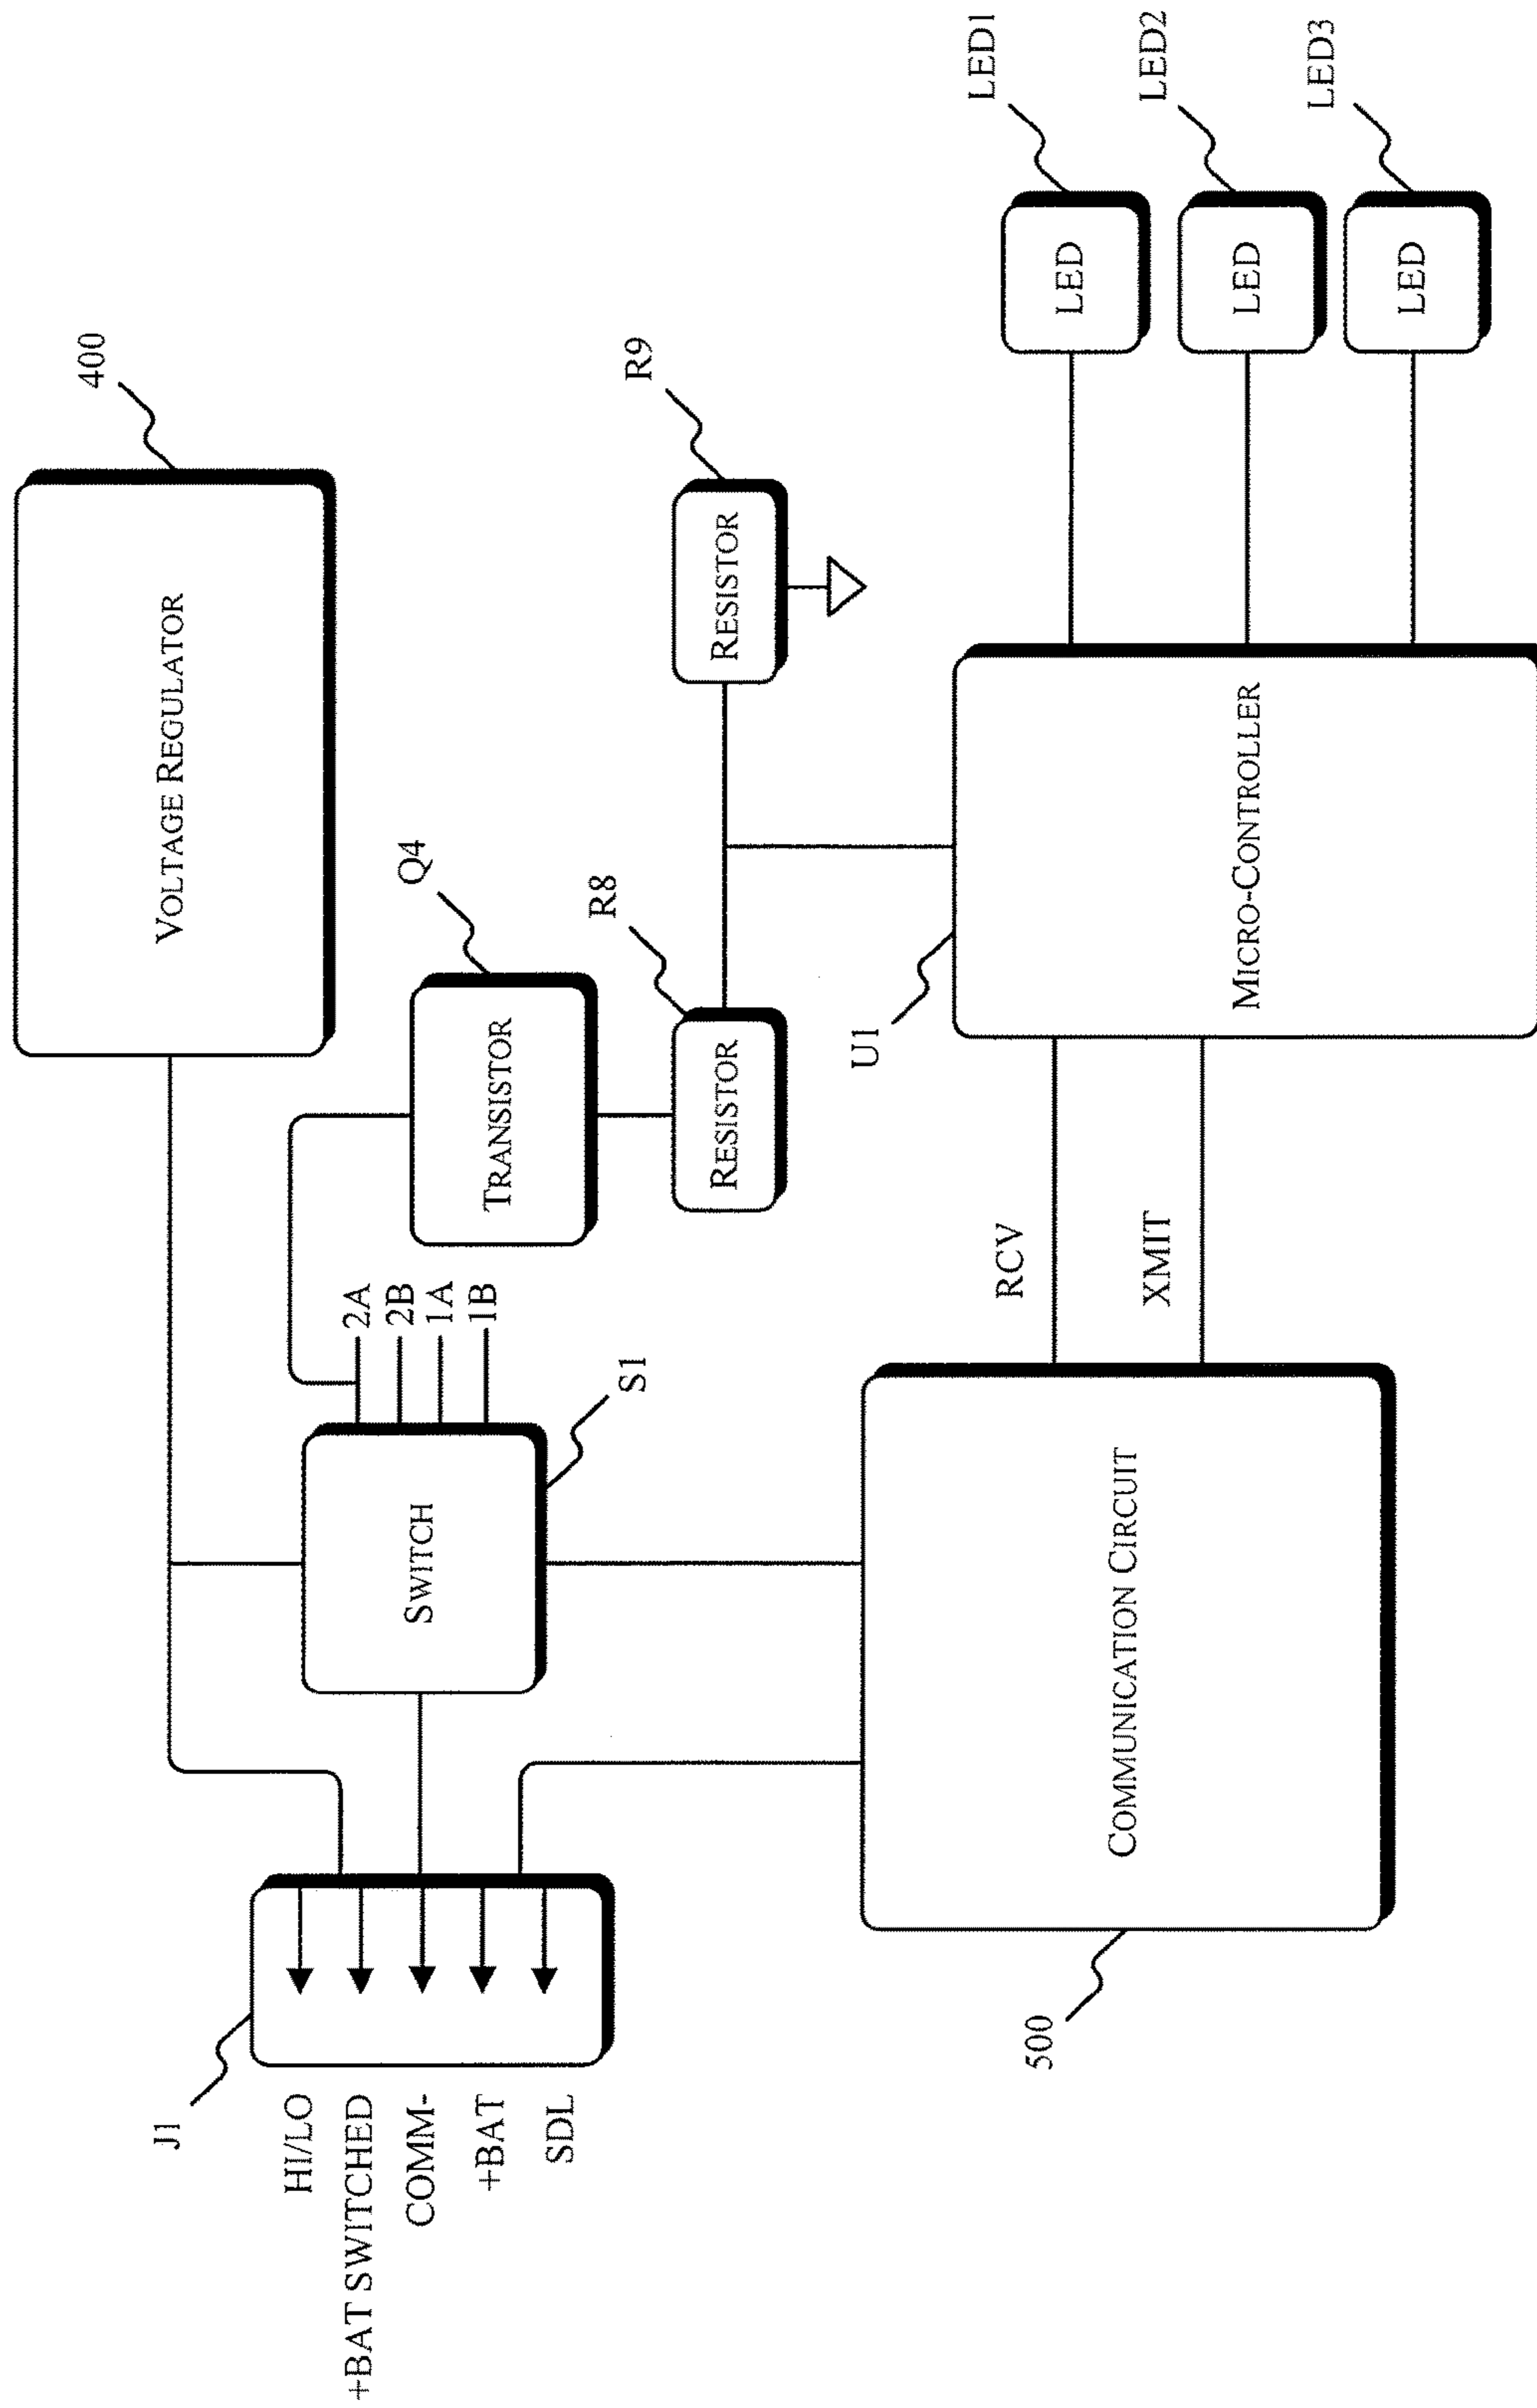 J1
HI/LO
+BAT SWITCHED
COMM-
+BAT
SDL
VOLTAGE REGULATOR
400
SWITCH
S1
2A
2B
1A
1B
TRANSISTOR
Q4
RESISTOR
R8
RESISTOR
R9
COMMUNICATION CIRCUIT
500
RCV
XMIT
MICRO-CONTROLLER
U1
LED
LED1
LED
LED2
LED
LED3